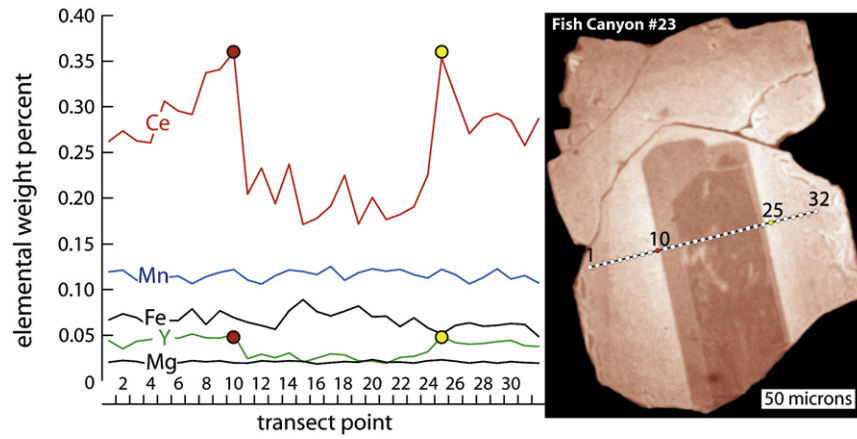 0.40
0.35
0.30
0.25
0.20
0.15
0.10
0.05
0
elemental weight percent
Ce
Mn
Fe
Y
Mg
2 4 6 8 10 12 14 16 18 20 22 24 26 28 30
transect point
Fish Canyon #23
1
10
25
32
50 microns